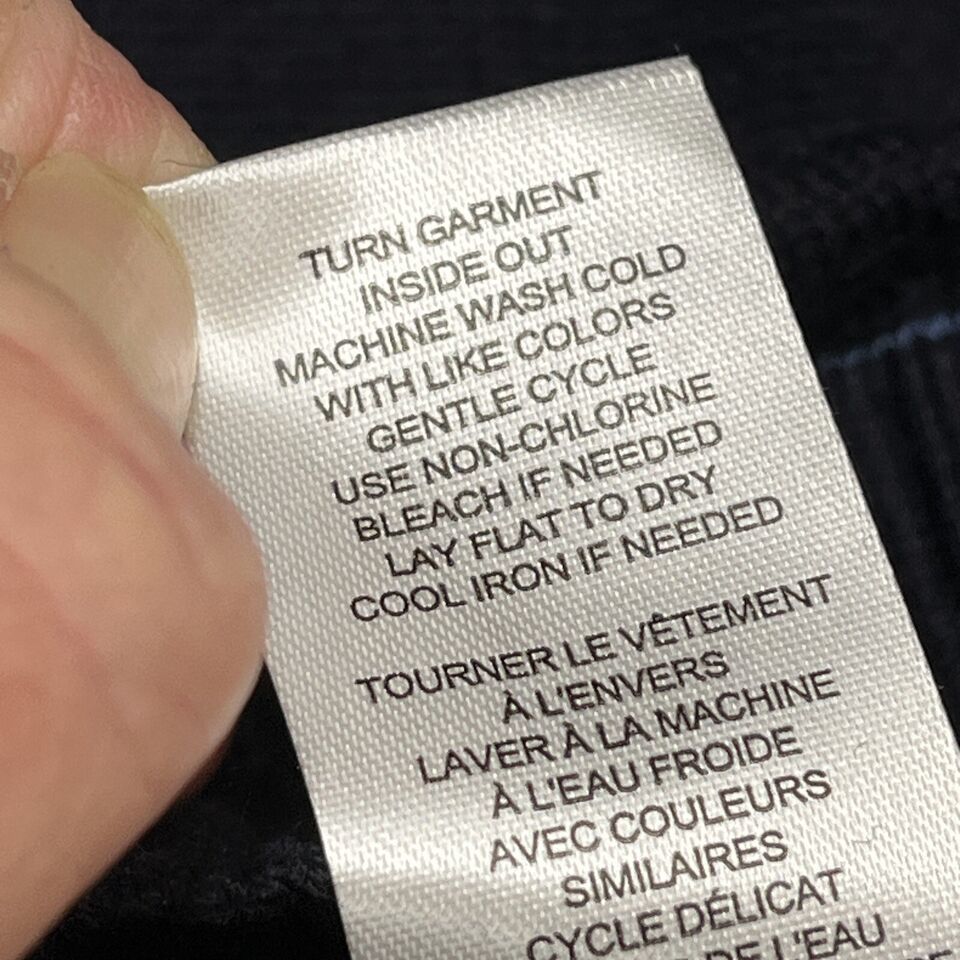 TURN GARMENT
INSIDE OUT
MACHINE WASH COLD
WITH LIKE COLORS
GENTLE CYCLE
USE NON-CHLORINE
BLEACH IF NEEDED
LAY FLAT TO DRY
COOL IRON IF NEEDED
TOURNER LE VÊTEMENT
À L'ENVERS
LAVER À LA MACHINE
À L'EAU FROIDE
AVEC COULEURS
SIMILAIRES
CYCLE DÉLICAT
DE L'EAU